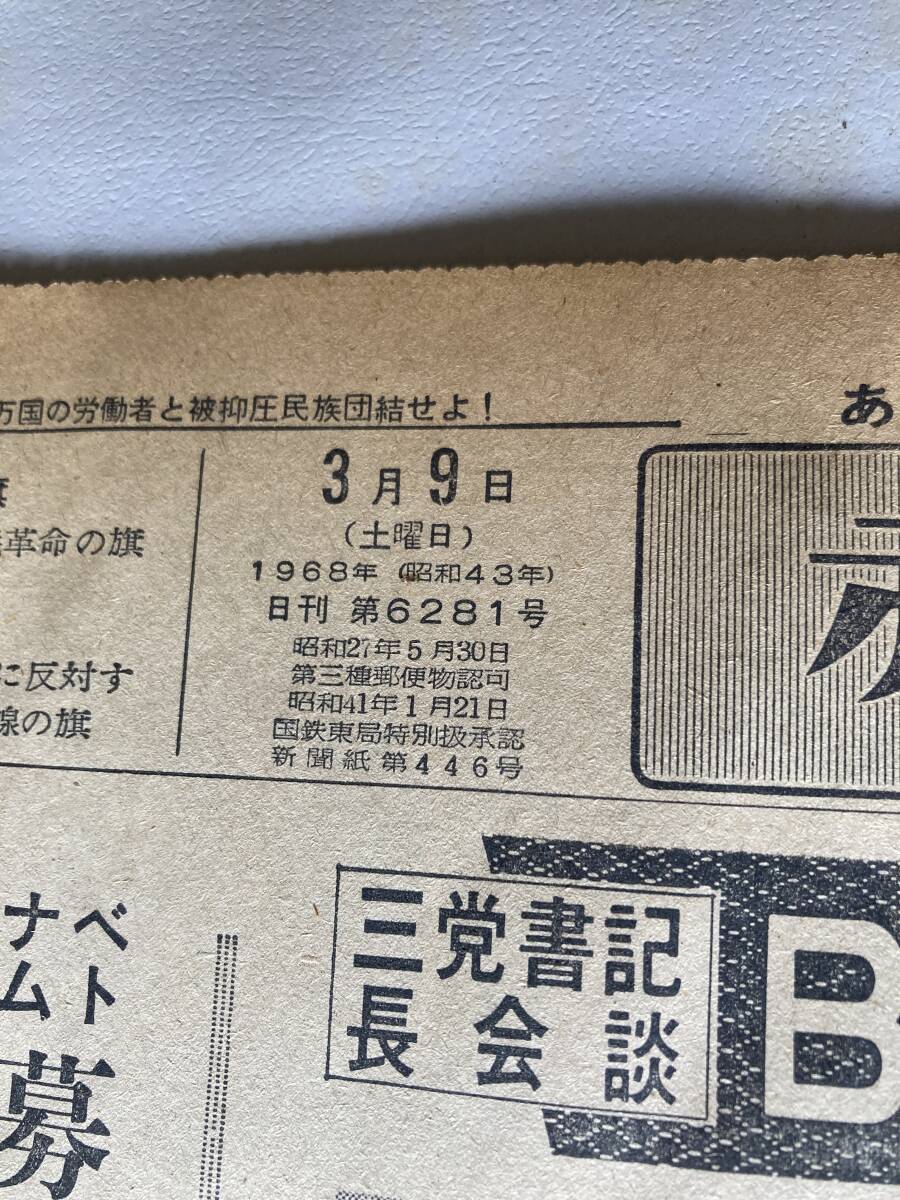 万国の労働者と被抑圧民族団結せよ！
あ
旗
革命の旗
に反対す
線の旗
3月9日
（土曜日）
1968年（昭和43年）
日刊 第6281号
昭和27年5月30日
第三種郵便物認可
昭和41年1月21日
国鉄東局特別扱承認
新聞紙第446号
三党書記
長会談
B
ベト
ナム
募